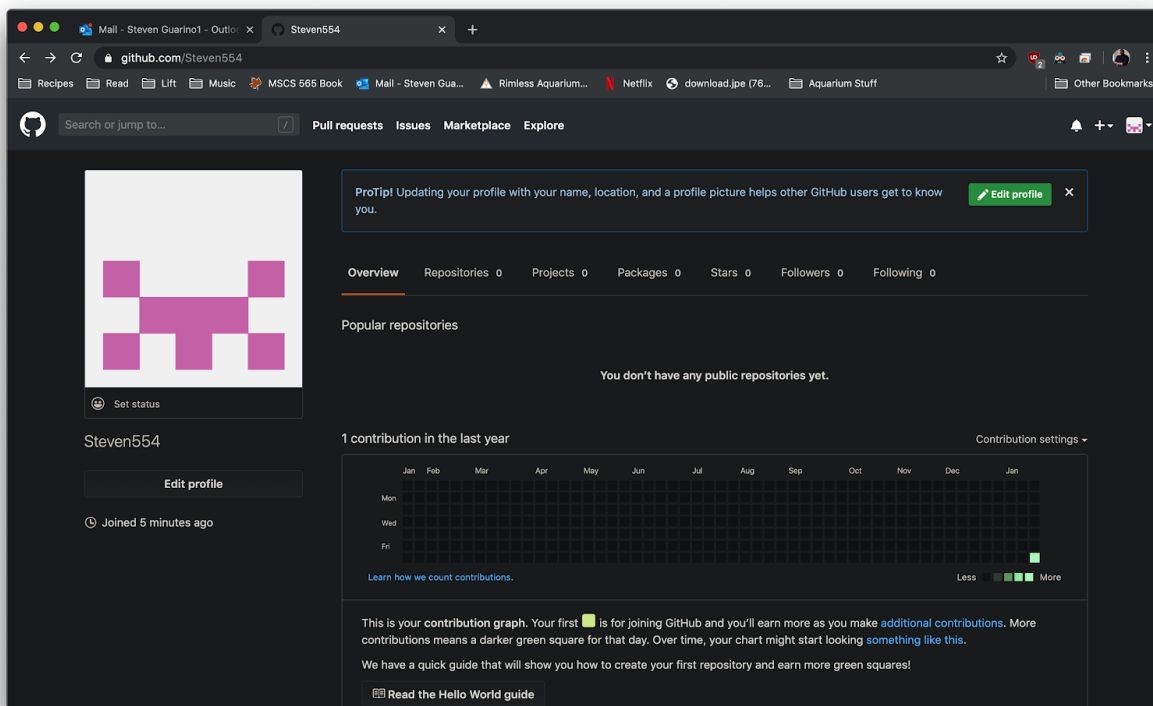 Mail - Steven Guarino1 - Outlo
Steven554
github.com/Steven554
2
Recipes Read Lift Music MSCS 565 Book Mail - Steven Gua... Rimless Aquarium... Netflix download.jpe (76... Aquarium Stuff Other Bookmarks
Search or jump to... / Pull requests Issues Marketplace Explore
ProTip! Updating your profile with your name, location, and a profile picture helps other GitHub users get to know
you.
Edit profile
Overview Repositories 0 Projects 0 Packages 0 Stars 0 Followers 0 Following 0
Popular repositories
You don't have any public repositories yet.
Set status
Steven554
Edit profile
Joined 5 minutes ago
1 contribution in the last year
Contribution settings
Jan Feb Mar Apr May Jun Jul Aug Sep Oct Nov Dec Jan
Mon
Wed
Fri
Learn how we count contributions.
Less More
This is your contribution graph. Your first is for joining GitHub and you'll earn more as you make additional contributions. More
contributions means a darker green square for that day. Over time, your chart might start looking something like this.
We have a quick guide that will show you how to create your first repository and earn more green squares!
Read the Hello World guide